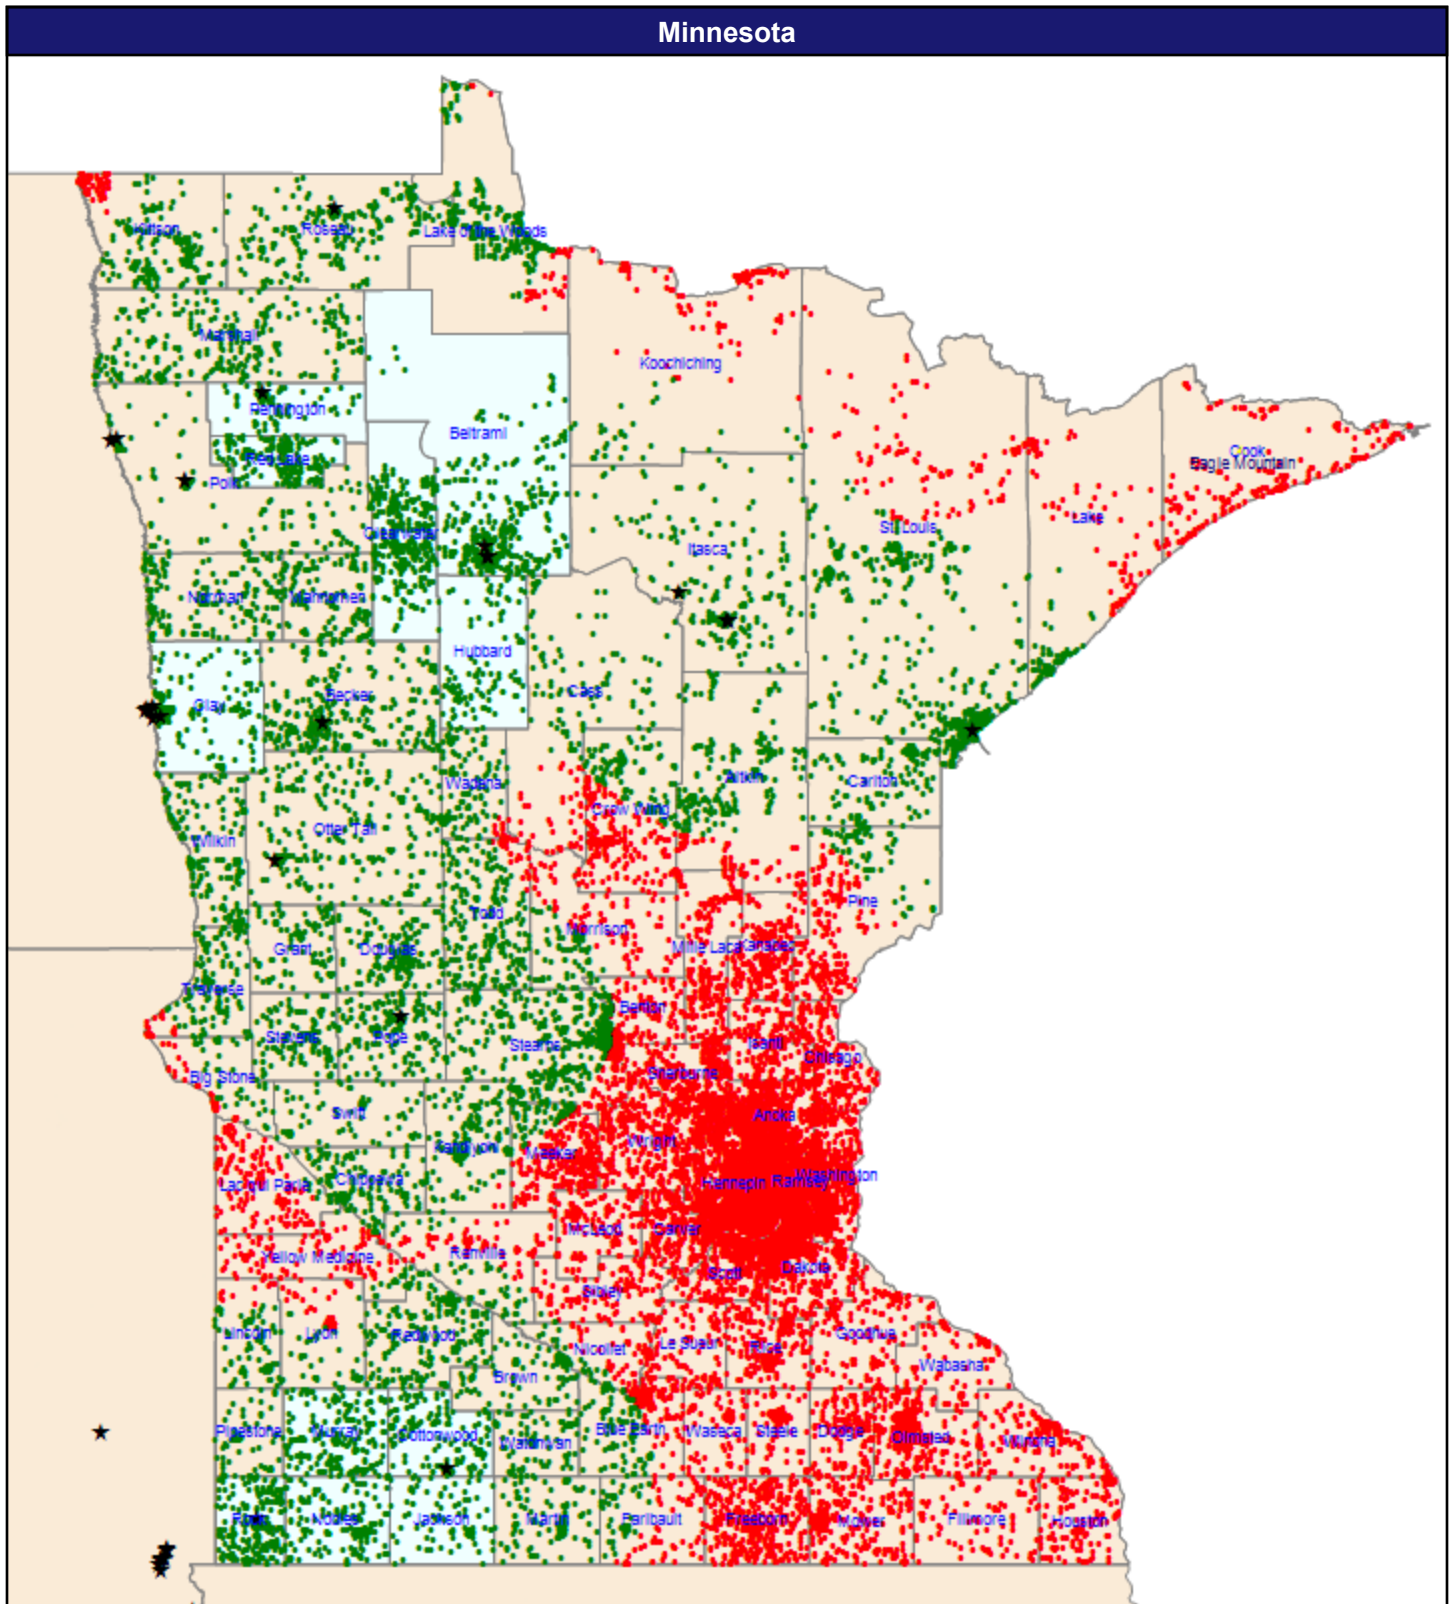 Minnesota
Kittson
Roseau
Lake of the Woods
Marshall
Koochiching
Pennington
Beltrami
Red Lake
Polk
Cook
Eagle Mountain
Clearwater
St. Louis
Lake
Itasca
Norman
Mahnomen
Hubbard
Clay
Becker
Cass
Wadena
Aitkin
Carlton
Crow Wing
Otter Tail
Wilkin
Todd
Pine
Morrison
Mille Lacs
Kanabec
Grant
Douglas
Traverse
Benton
Stevens
Pope
Stearns
Isanti
Chisago
Big Stone
Sherburne
Swift
Anoka
Kandiyohi
Meeker
Wright
Lac qui Parle
Chippewa
Hennepin
Ramsey
Washington
McLeod
Carver
Yellow Medicine
Renville
Scott
Dakota
Sibley
Lincoln
Lyon
Redwood
Nicollet
Le Sueur
Rice
Goodhue
Wabasha
Brown
Pipestone
Murray
Cottonwood
Watonwan
Blue Earth
Waseca
Steele
Dodge
Olmsted
Winona
Rock
Nobles
Jackson
Martin
Faribault
Freeborn
Mower
Fillmore
Houston